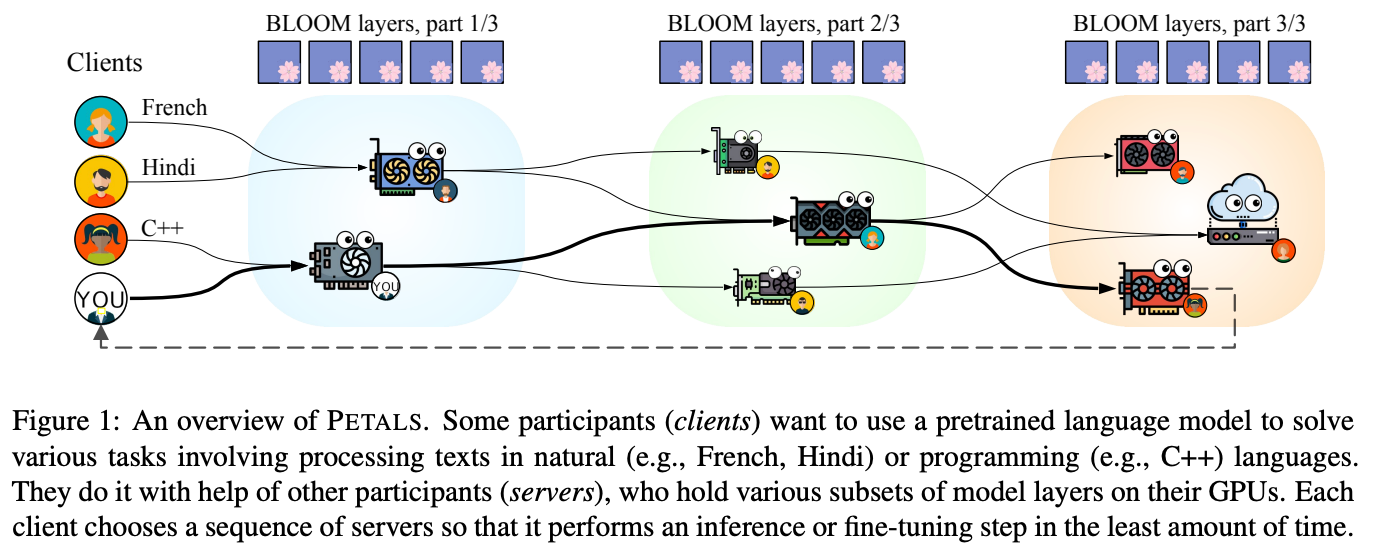 BLOOM layers, part 1/3
BLOOM layers, part 2/3
BLOOM layers, part 3/3
Clients
French
Hindi
C++
YOU
YOU
Figure 1: An overview of PETALS. Some participants (clients) want to use a pretrained language model to solve
various tasks involving processing texts in natural (e.g., French, Hindi) or programming (e.g., C++) languages.
They do it with help of other participants (servers), who hold various subsets of model layers on their GPUs. Each
client chooses a sequence of servers so that it performs an inference or fine-tuning step in the least amount of time.